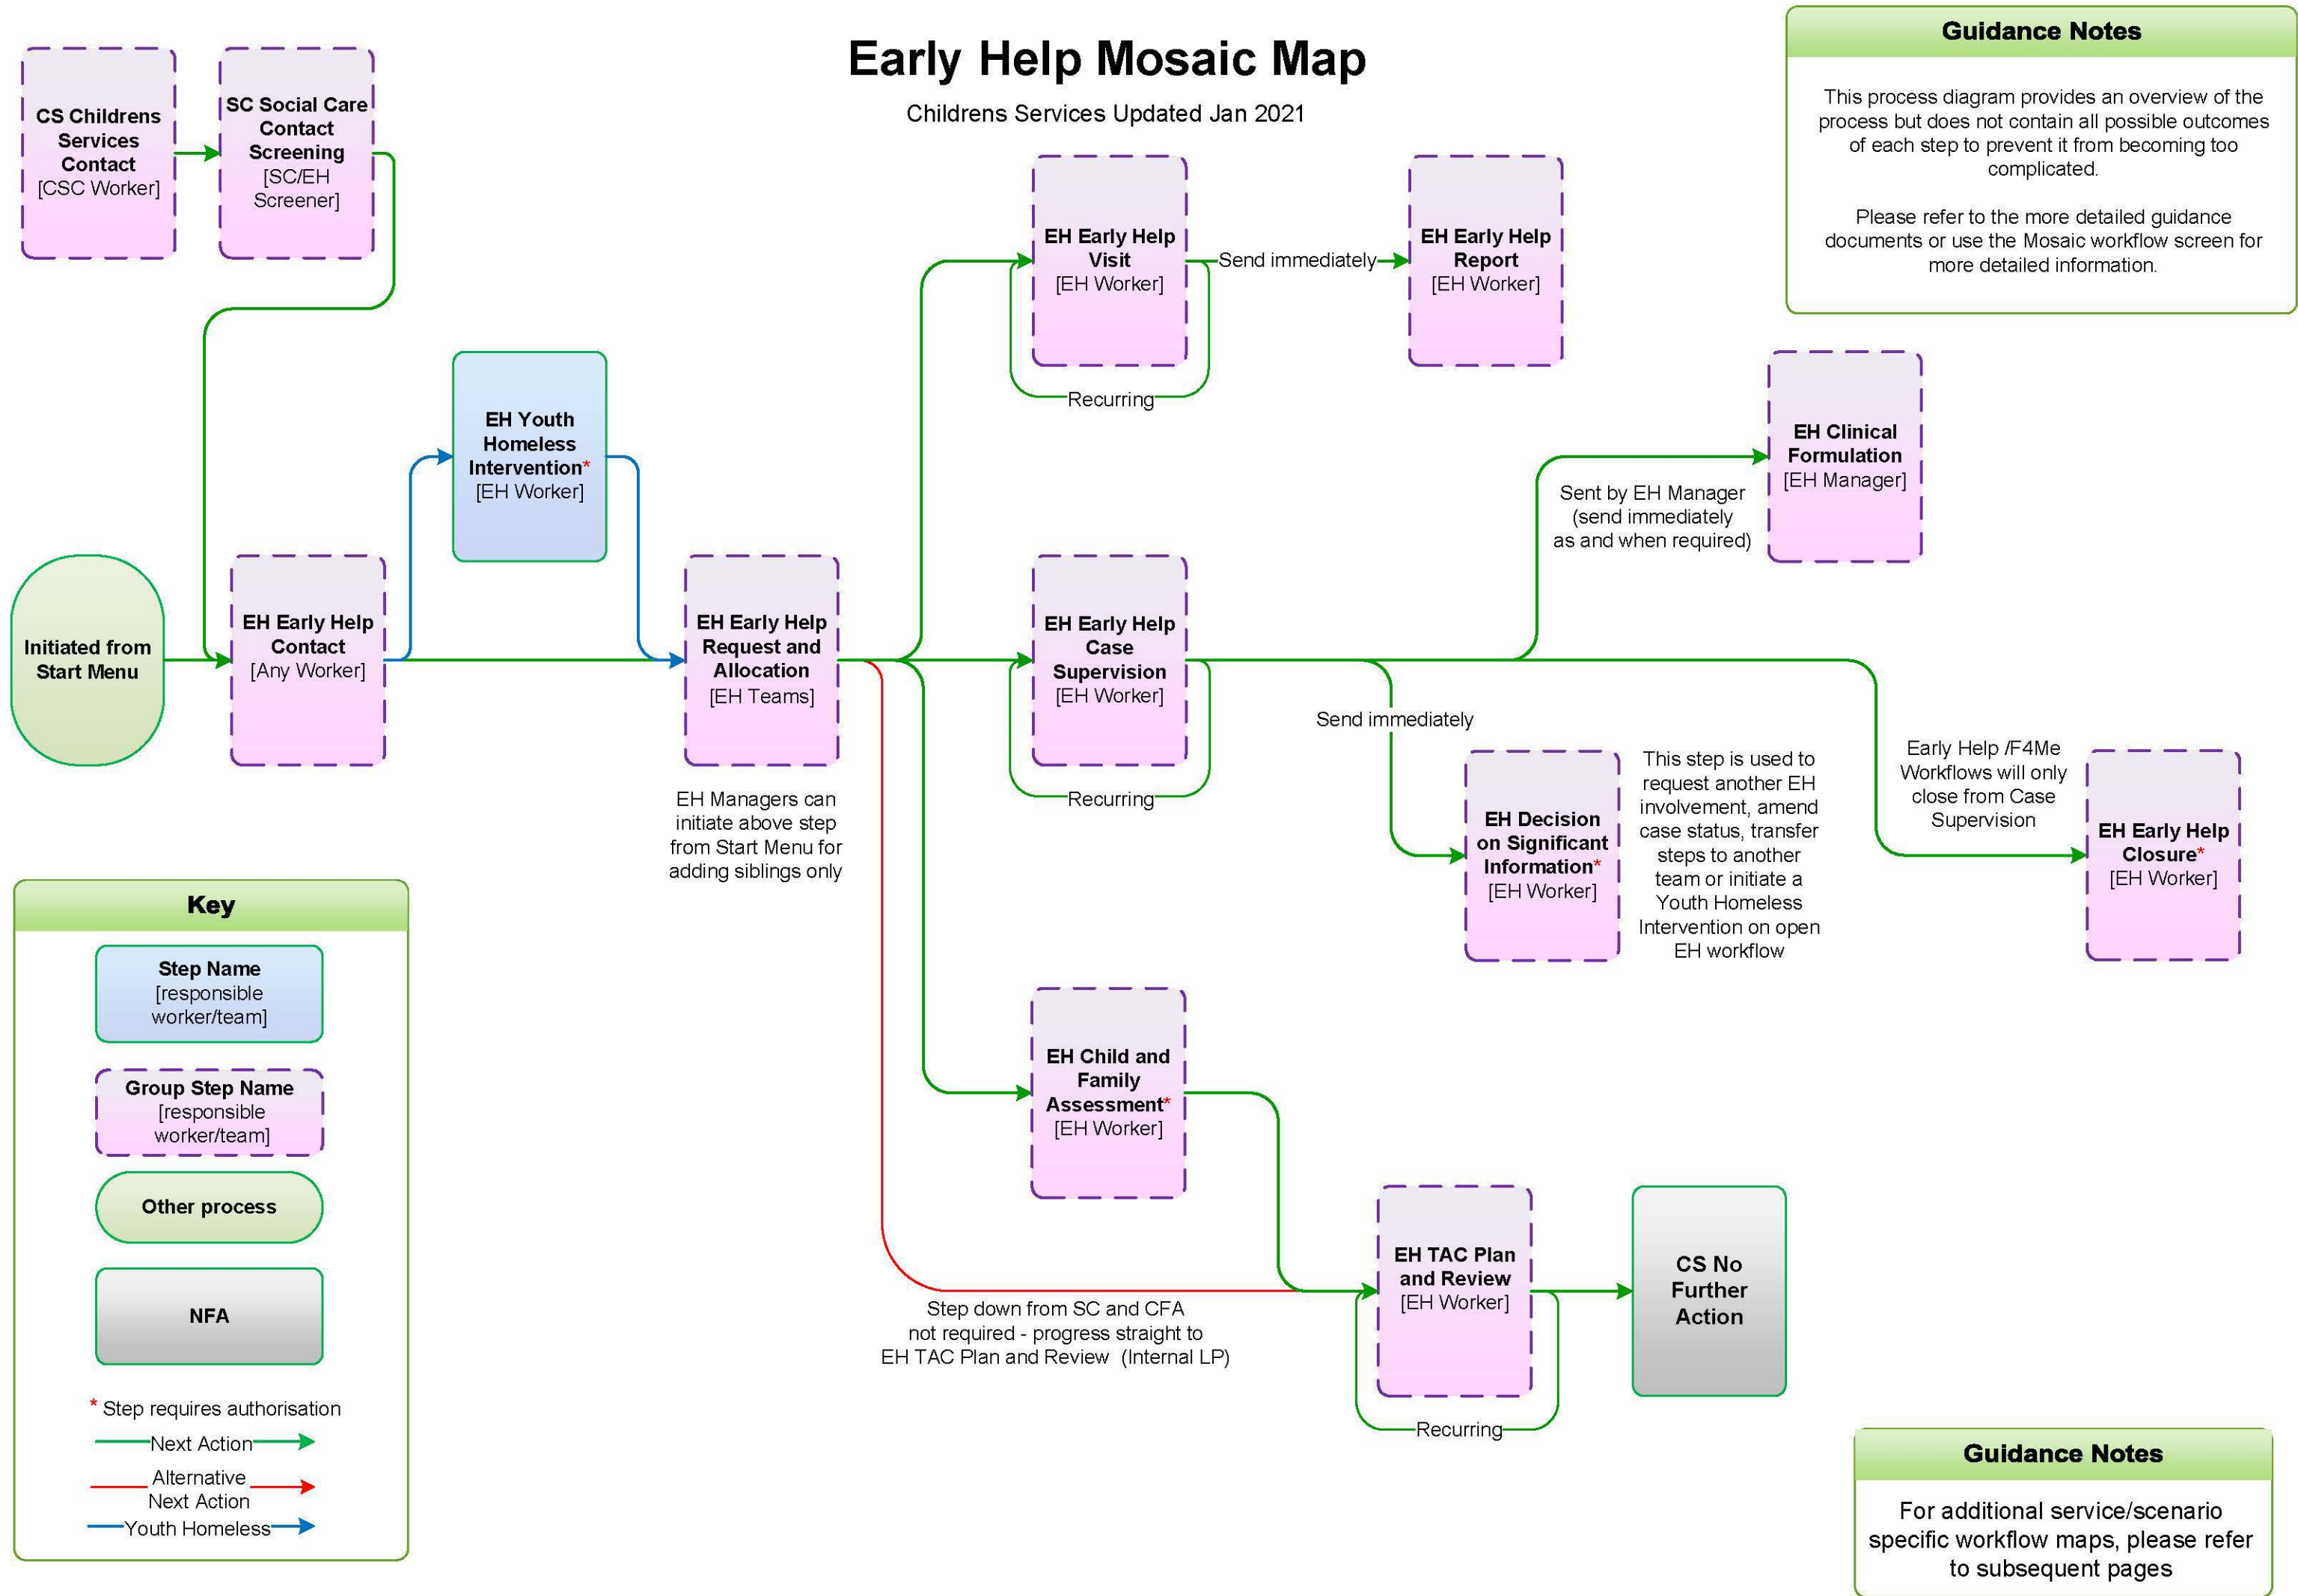 Early Help Mosaic Map
Childrens Services Updated Jan 2021
Guidance Notes
This process diagram provides an overview of the
process but does not contain all possible outcomes
of each step to prevent it from becoming too
complicated.
Please refer to the more detailed guidance
documents or use the Mosaic workflow screen for
more detailed information.
CS Childrens
Services
Contact
[CSC Worker]
SC Social Care
Contact
Screening
[SC/EH
Screener]
EH Early Help
Visit
[EH Worker]
Send immediately
EH Early Help
Report
[EH Worker]
Recurring
EH Youth
Homeless
Intervention*
[EH Worker]
EH Clinical
Formulation
[EH Manager]
Sent by EH Manager
(send immediately
as and when required)
Initiated from
Start Menu
EH Early Help
Contact
[Any Worker]
EH Early Help
Request and
Allocation
[EH Teams]
EH Managers can
initiate above step
from Start Menu for
adding siblings only
EH Early Help
Case
Supervision
[EH Worker]
Recurring
Send immediately
EH Decision
on Significant
Information*
[EH Worker]
This step is used to
request another EH
involvement, amend
case status, transfer
steps to another
team or initiate a
Youth Homeless
Intervention on open
EH workflow
Early Help /F4Me
Workflows will only
close from Case
Supervision
EH Early Help
Closure*
[EH Worker]
EH Child and
Family
Assessment*
[EH Worker]
Step down from SC and CFA
not required - progress straight to
EH TAC Plan and Review (Internal LP)
EH TAC Plan
and Review
[EH Worker]
Recurring
CS No
Further
Action
Key
Step Name
[responsible
worker/team]
Group Step Name
[responsible
worker/team]
Other process
NFA
* Step requires authorisation
Next Action
Alternative
Next Action
Youth Homeless
Guidance Notes
For additional service/scenario
specific workflow maps, please refer
to subsequent pages